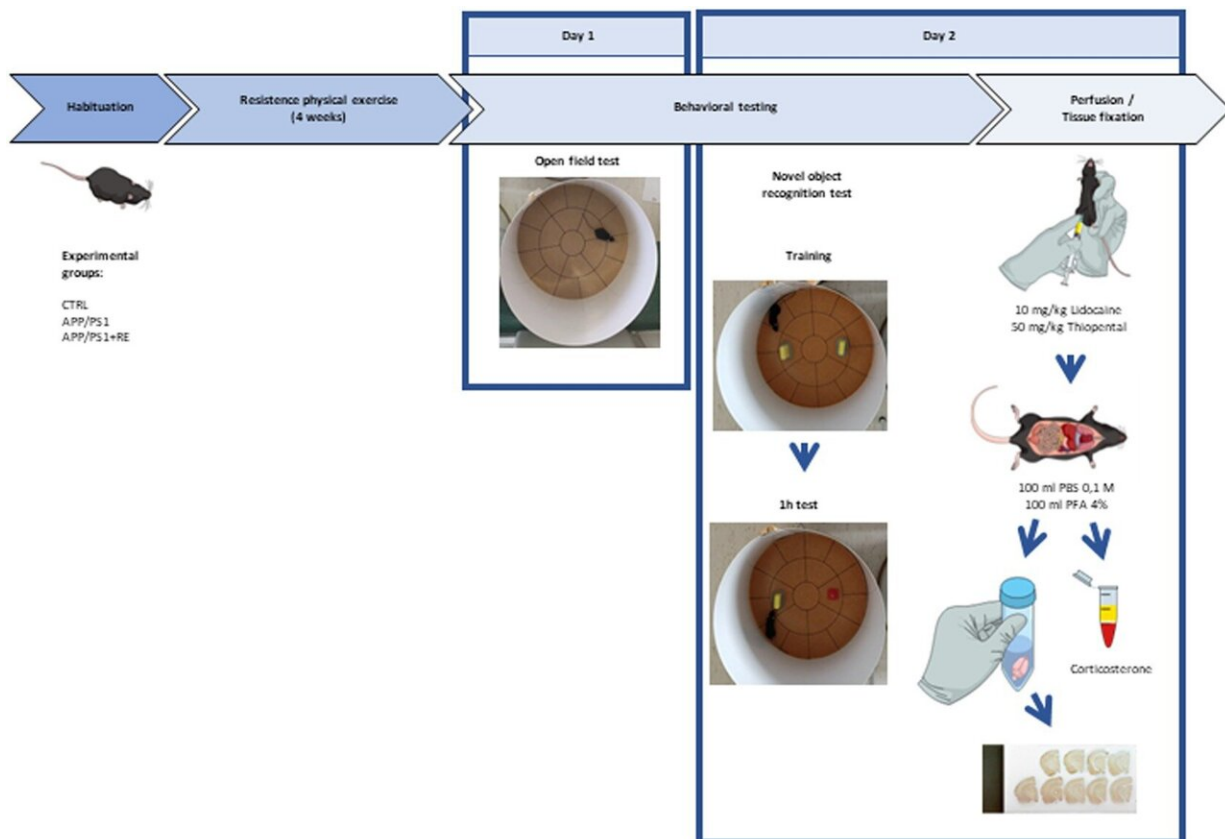 Day 1
Day 2
Habituation
Resistence physical exercise
(4 weeks)
Behavioral testing
Perfusion /
Tissue fixation
Experimental
groups:
CTRL
APP/PS1
APP/PS1+RE
Open field test
Novel object
recognition test
Training
1h test
10 mg/kg Lidocaine
50 mg/kg Thiopental
100 ml PBS 0,1 M
100 ml PFA 4%
Corticosterone